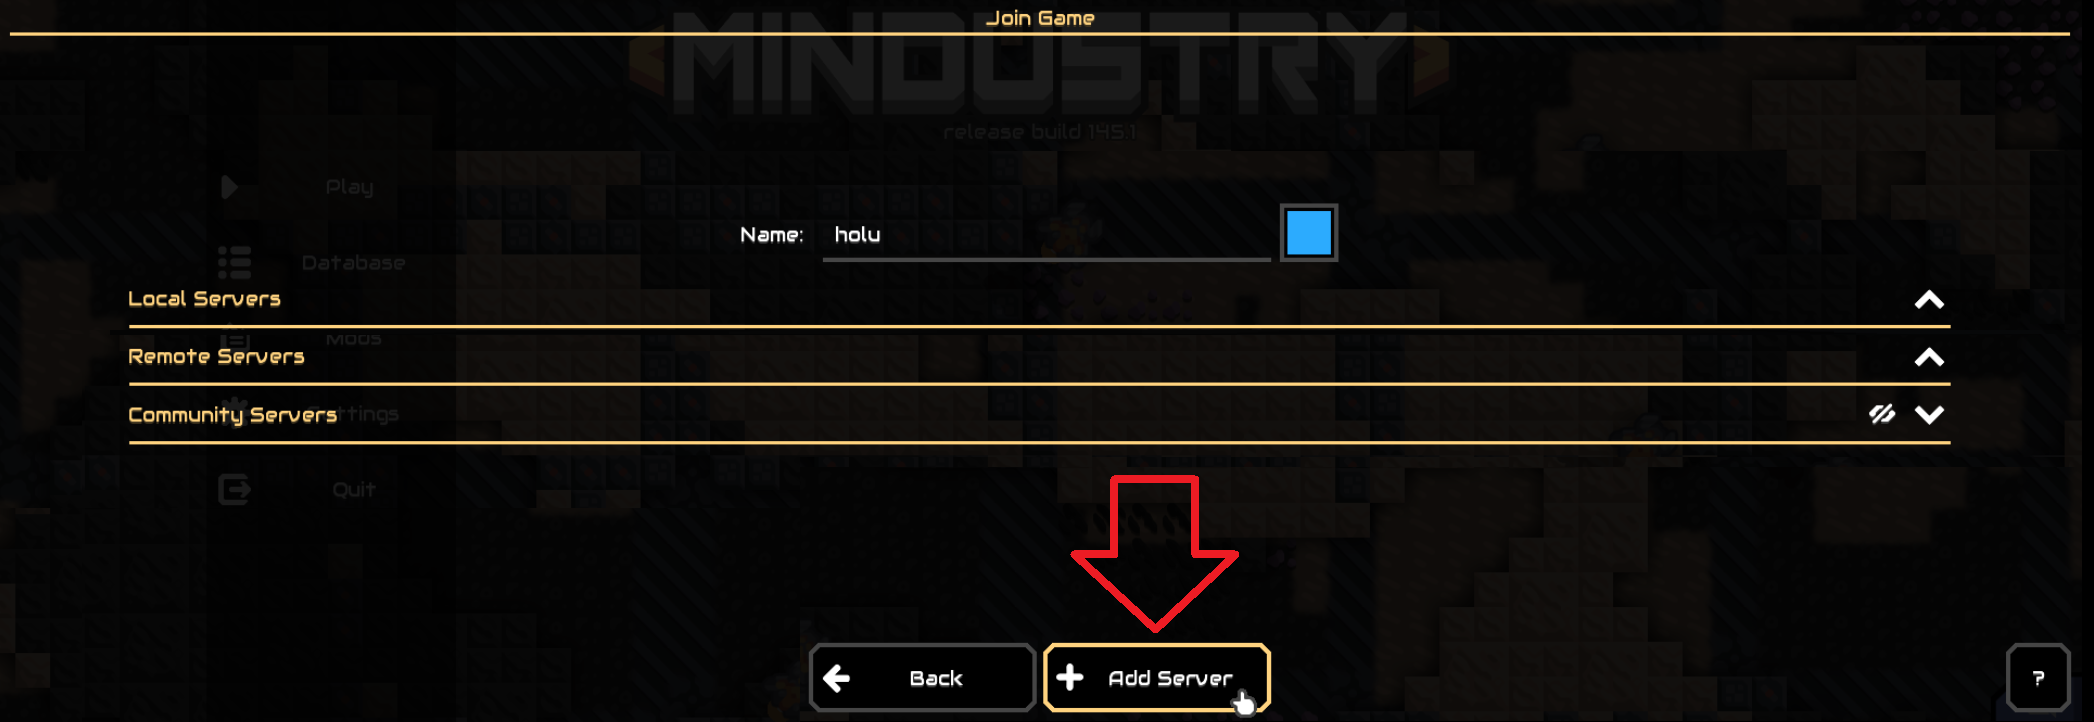 Join Game
MINDUSTRY
release build 145.1
Play
Name: holu
Database
Local Servers
Mods
Remote Servers
Community Servers
Settings
Quit
Back
Add Server
?